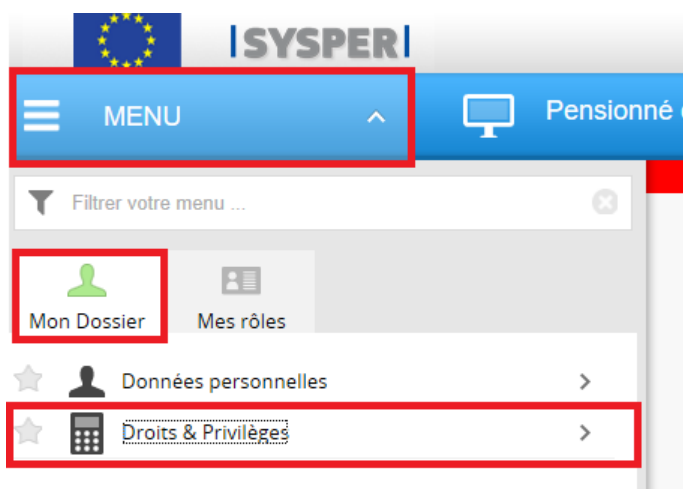 SYSPER
MENU
Pensionné
Filtrer votre menu ...
Mon Dossier
Mes rôles
Données personnelles
Droits & Privilèges